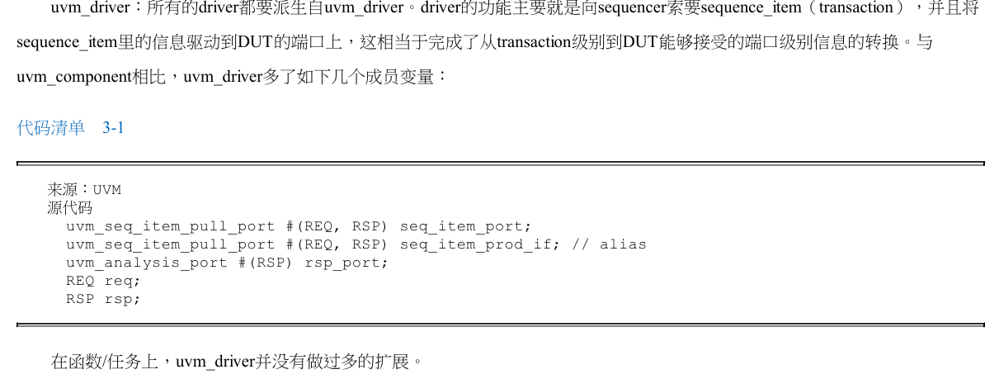 uvm_driver：所有的driver都要派生自uvm_driver。driver的功能主要就是向sequencer索要sequence_item（transaction），并且将
sequence_item里的信息驱动到DUT的端口上，这相当于完成了从transaction级别到DUT能够接受的端口级别信息的转换。与
uvm_component相比，uvm_driver多了如下几个成员变量：
代码清单 3-1
来源：UVM
源代码
uvm_seq_item_pull_port #(REQ, RSP) seq_item_port;
uvm_seq_item_pull_port #(REQ, RSP) seq_item_prod_if; // alias
uvm_analysis_port #(RSP) rsp_port;
REQ req;
RSP rsp;
在函数/任务上，uvm_driver并没有做过多的扩展。